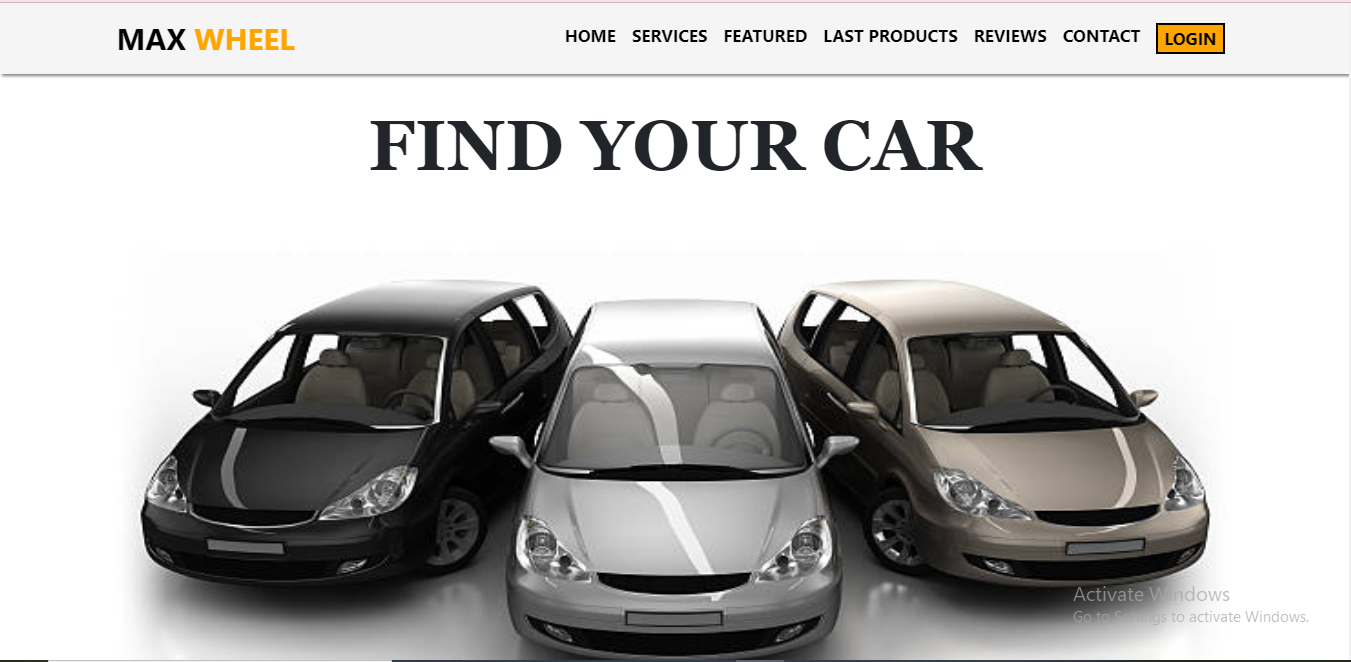 MAX WHEEL
HOME SERVICES FEATURED LAST PRODUCTS REVIEWS CONTACT LOGIN
FIND YOUR CAR
Activate Windows
Go to Settings to activate Windows.